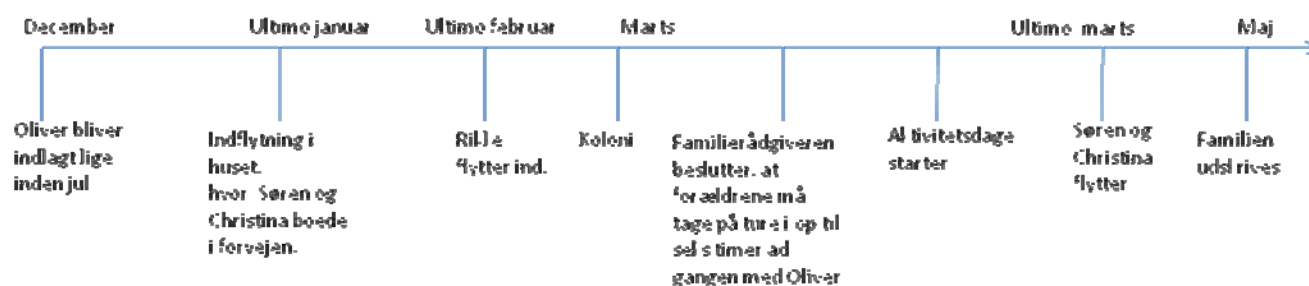 December
Ultimo januar
Ultimo februar
Marts
Ultimo marts
Maj
Oliver bliver
indlagt lige
inden jul
Indflytning i
huset.
hvor Søren og
Christina boede
i forvejen.
Rikke
flytter ind.
Koloni
Familierådgiveren
beslutter. at
forældrene må
tage på ture i op til
seks timer ad
gangen med Oliver
Aktivitetsdage
starter
Søren og
Christina
flytter
Familien
udskrives